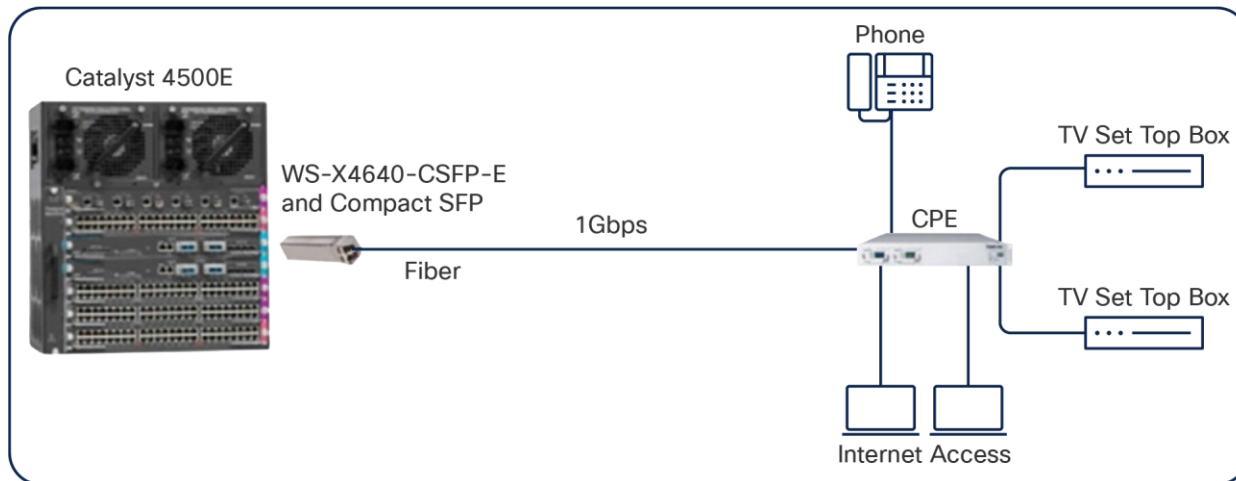 Phone
Catalyst 4500E
TV Set Top Box
WS-X4640-CSFP-E
and Compact SFP
1Gbps
CPE
Fiber
TV Set Top Box
Internet Access